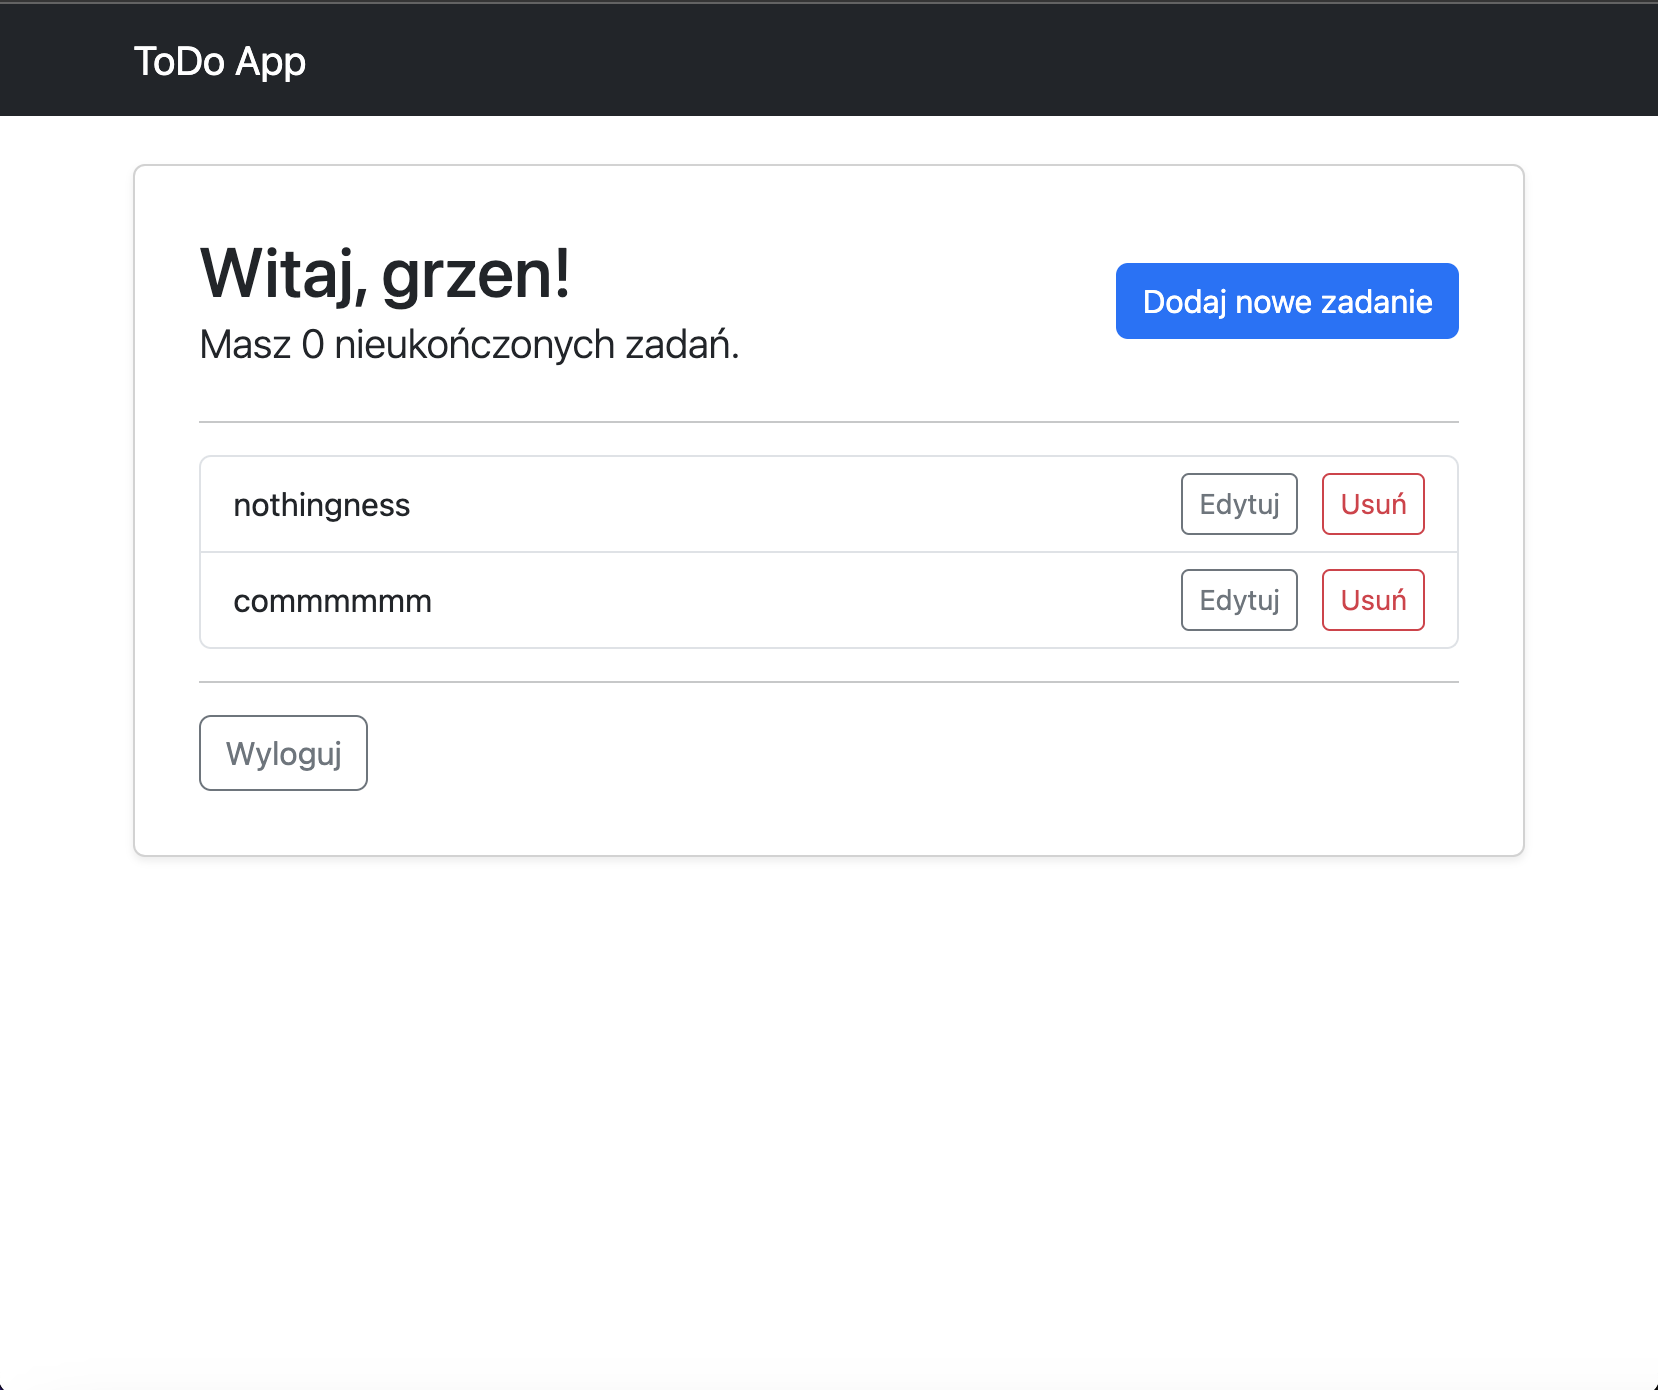 ToDo App
Witaj, grzen!
Masz 0 nieukończonych zadań.
Dodaj nowe zadanie
nothingness
Edytuj
Usuń
commmmmm
Edytuj
Usuń
Wyloguj